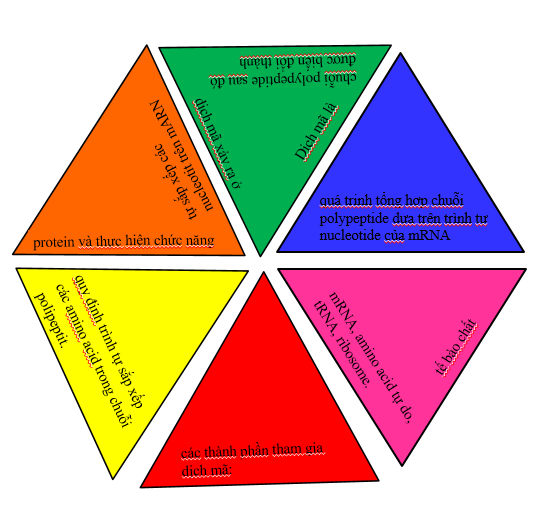 được biến đổi thành
chuỗi polypeptide sau đó
dịch mã xảy ra ở
Dịch mã là
tự sắp xếp các
nucleotit trên mARN
protein và thực hiện chức năng
quá trình tổng hợp chuỗi
polypeptide dựa trên trình tự
nucleotide của mRNA
quy định trình tự sắp xếp
các amino acid trong chuỗi
polipeptit.
các thành phần tham gia
dịch mã:
mRNA, amino acid tự do,
tRNA, ribosome.
tế bào chất